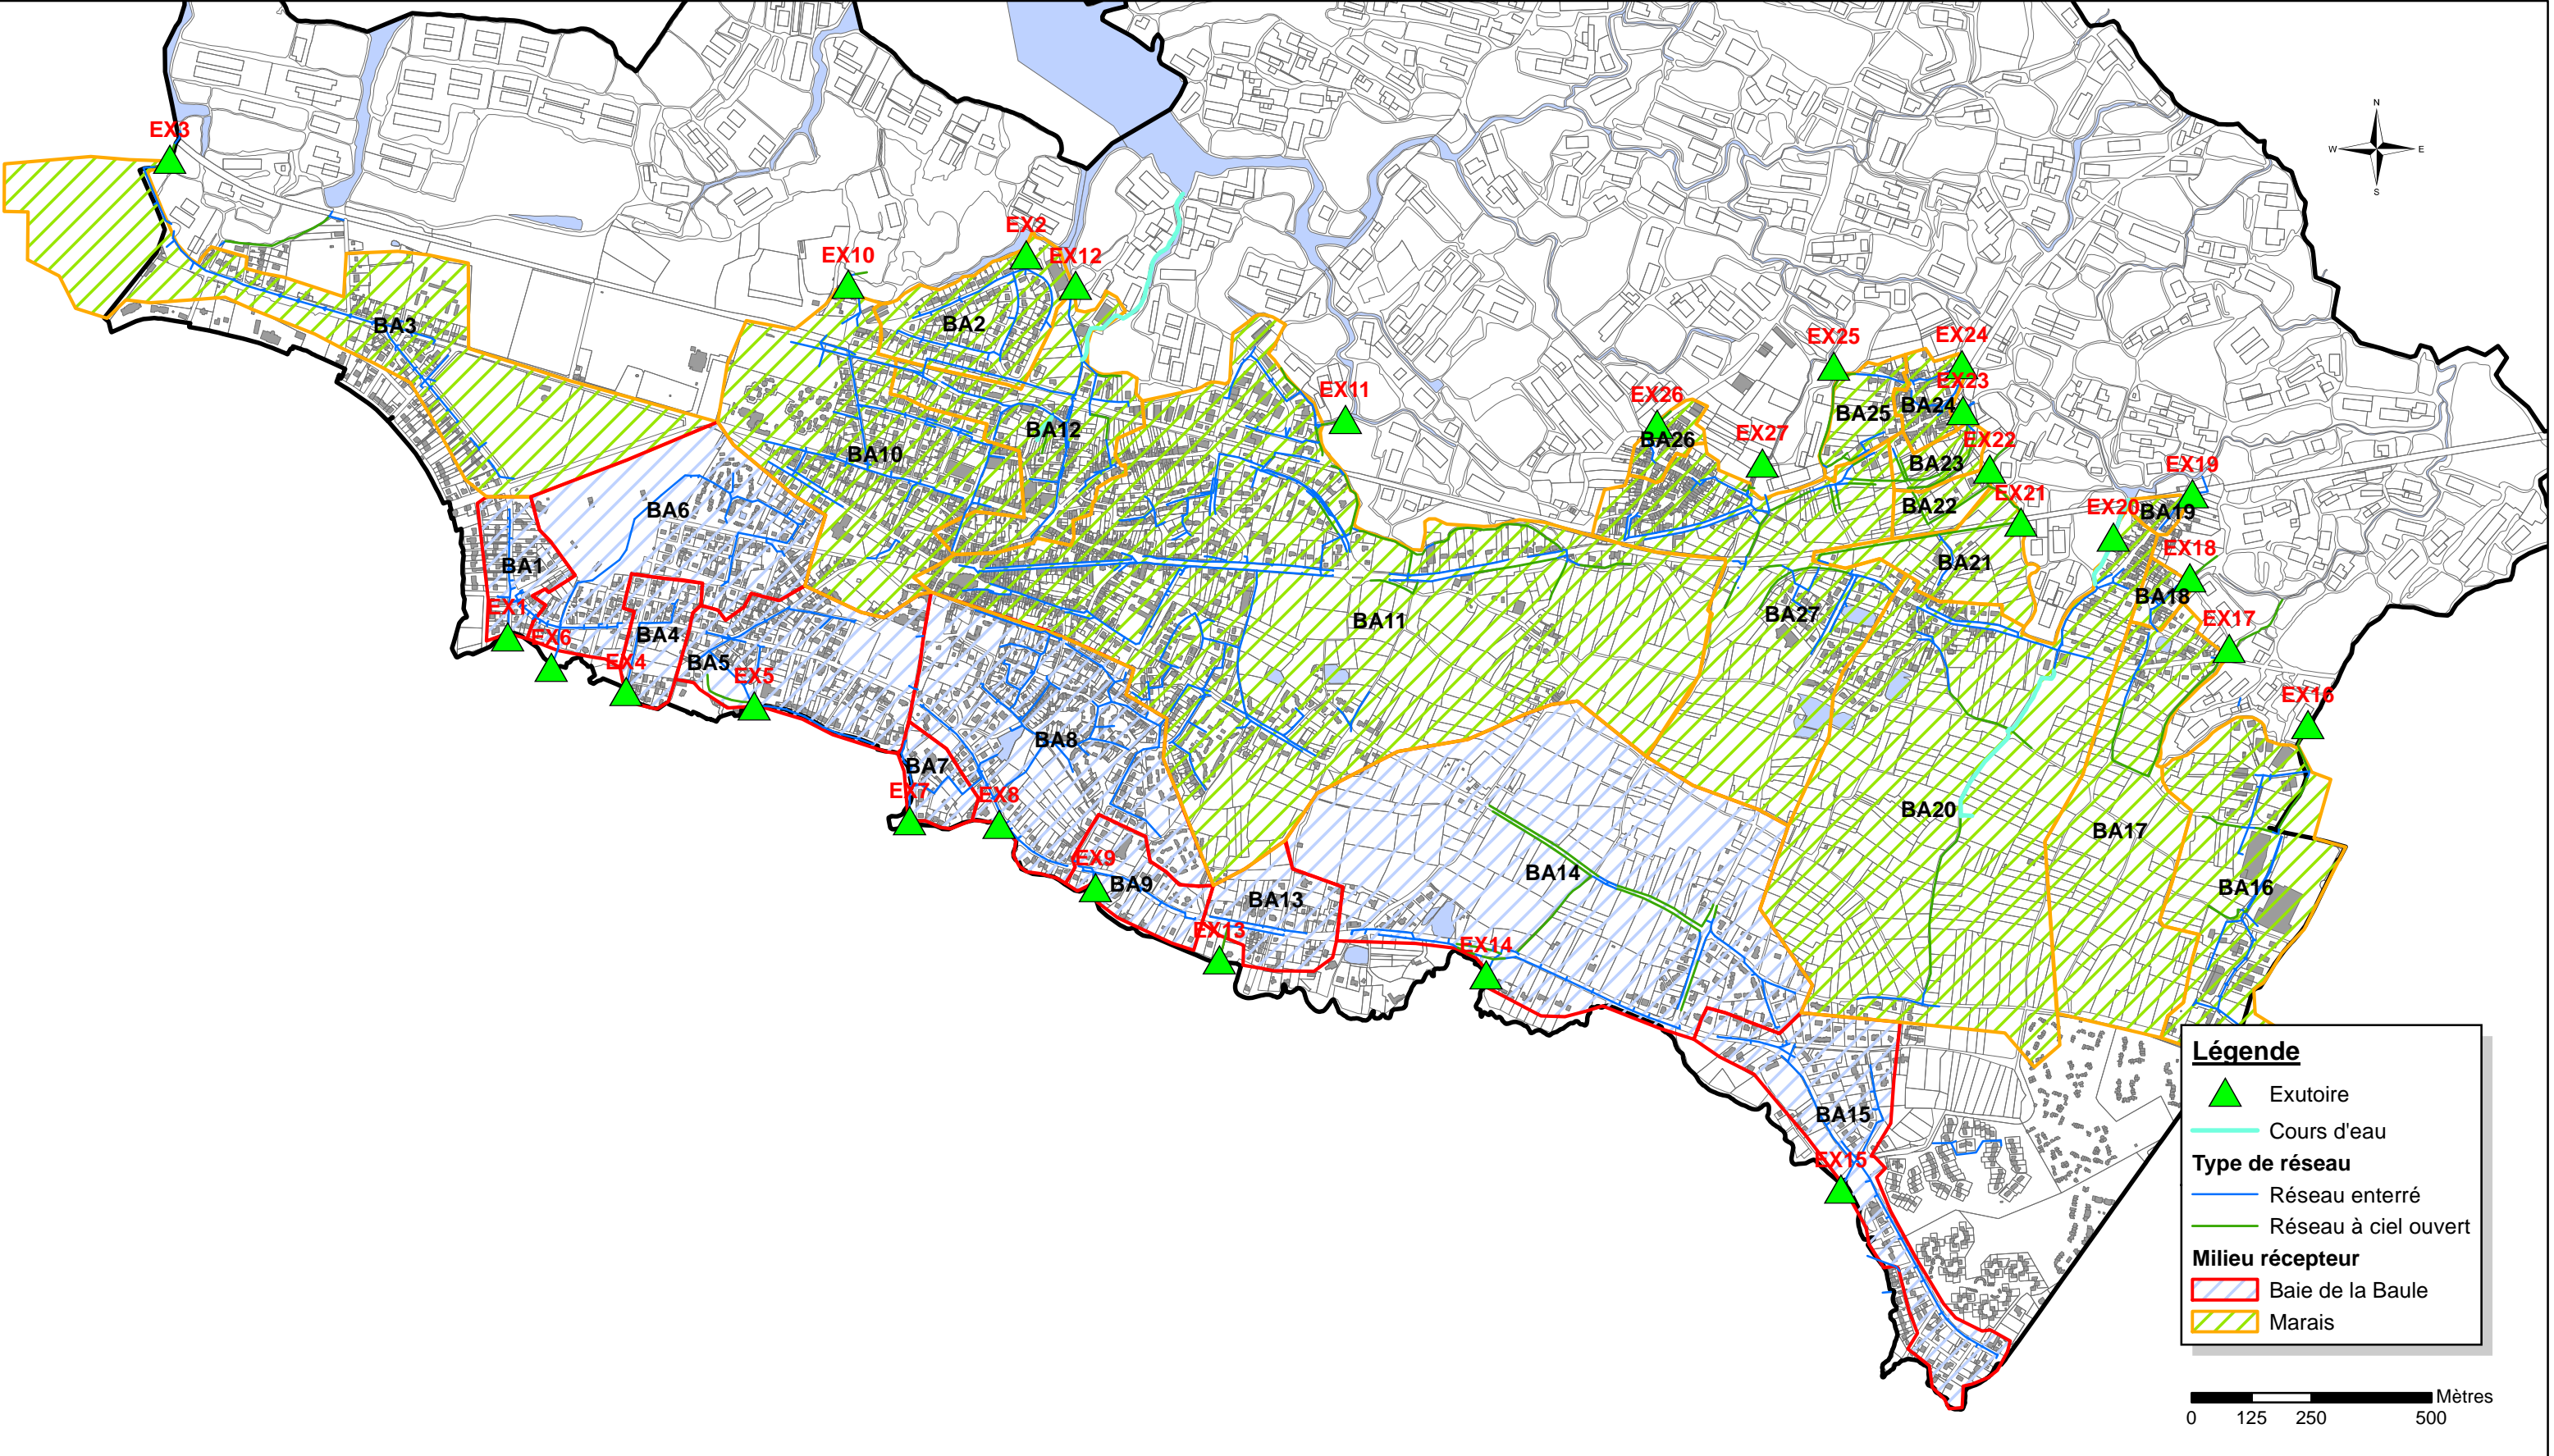 N
W E
S
EX3
EX2
EX10
EX12
BA3
BA2
EX25
EX24
EX11
EX26
EX23
BA25
BA24
BA12
EX27
BA26
EX22
BA10
BA23
EX19
EX21
BA6
BA22
EX20
BA19
EX18
BA1
BA21
BA18
EX1
BA27
EX17
BA11
EX6
BA4
EX4
BA5
EX5
EX16
BA8
BA7
EX7
EX8
BA20
BA17
EX9
BA9
BA14
BA16
BA13
EX13
EX14
BA15
EX15
Légende
Exutoire
Cours d'eau
Type de réseau
Réseau enterré
Réseau à ciel ouvert
Milieu récepteur
Baie de la Baule
Marais
Mètres
0 125 250 500